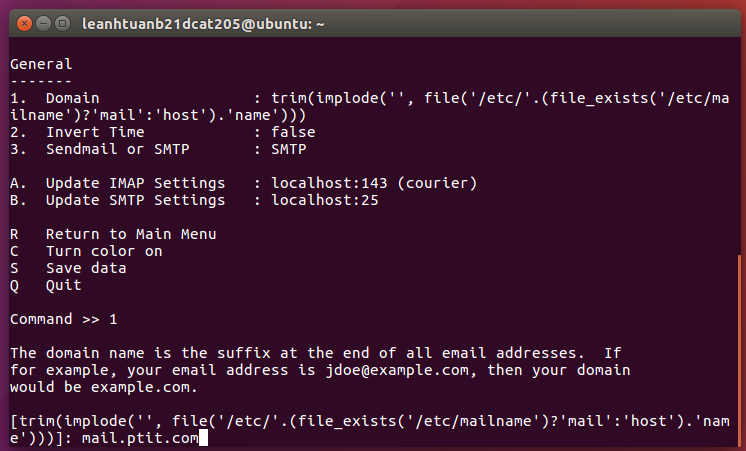 leanhtuanb21dcat205@ubuntu: ~
General
-------
1.  Domain                 : trim(implode('', file('/etc/'.(file_exists('/etc/ma
ilname')?'mail':'host').'name')))
2.  Invert Time            : false
3.  Sendmail or SMTP       : SMTP
A.  Update IMAP Settings   : localhost:143 (courier)
B.  Update SMTP Settings   : localhost:25
R   Return to Main Menu
C   Turn color on
S   Save data
Q   Quit
Command >> 1
The domain name is the suffix at the end of all email addresses.  If
for example, your email address is jdoe@example.com, then your domain
would be example.com.
[trim(implode('', file('/etc/'.(file_exists('/etc/mailname')?'mail':'host').'nam
e')))]: mail.ptit.com